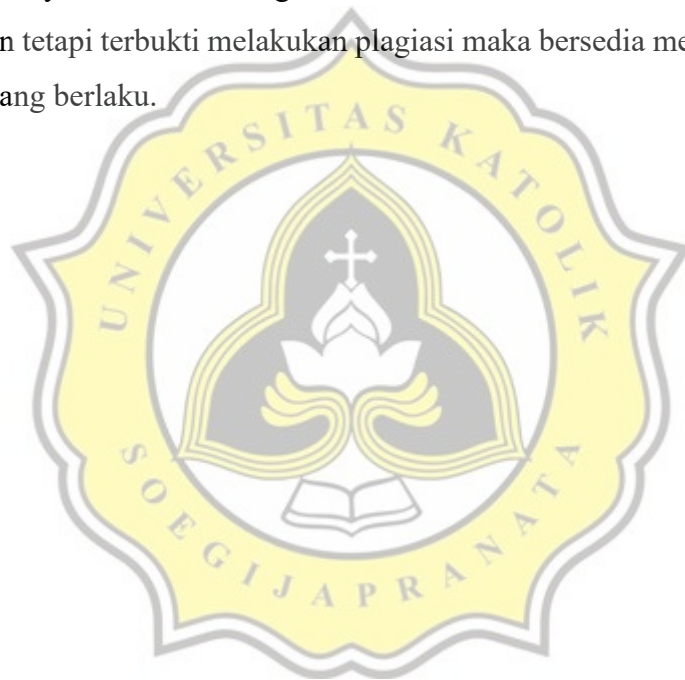 n tetapi terbukti melakukan plagiasi maka bersedia me
ang berlaku.
UNIVERSITAS KATOLIK
SOEGIJAPRANATA